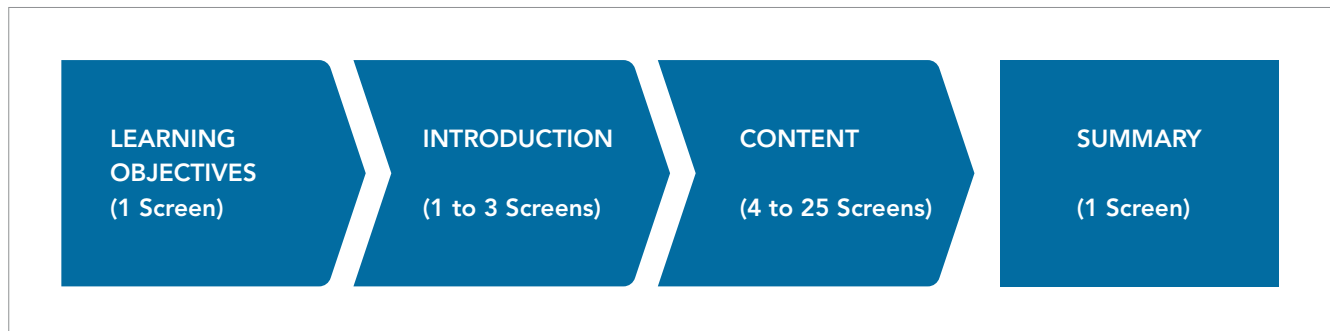 LEARNING
OBJECTIVES
(1 Screen)
INTRODUCTION
(1 to 3 Screens)
CONTENT
(4 to 25 Screens)
SUMMARY
(1 Screen)